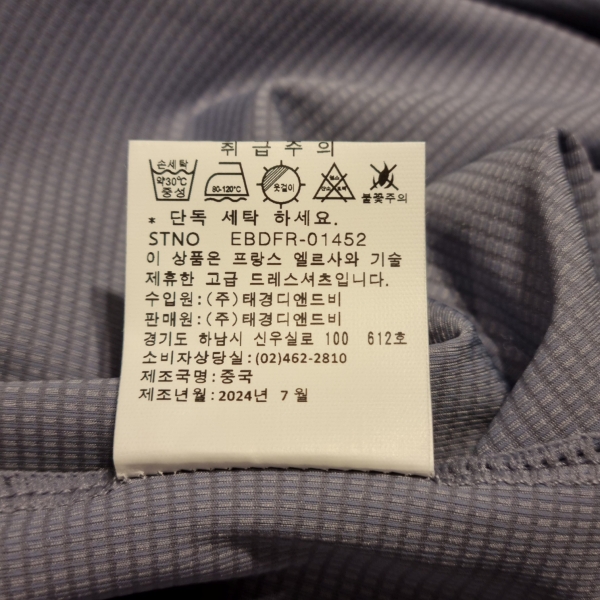 취급주의
손세탁
약30℃
중성
80-120℃
옷걸이
염소
불꽃주의
* 단독 세탁 하세요.
STNO EBDFR-01452
이 상품은 프랑스 엘르사와 기술
제휴한 고급 드레스셔츠입니다.
수입원:(주)태경디앤드비
판매원:(주)태경디앤드비
경기도 하남시 신우실로 100 612호
소비자상담실:(02)462-2810
제조국명:중국
제조년월:2024년 7월